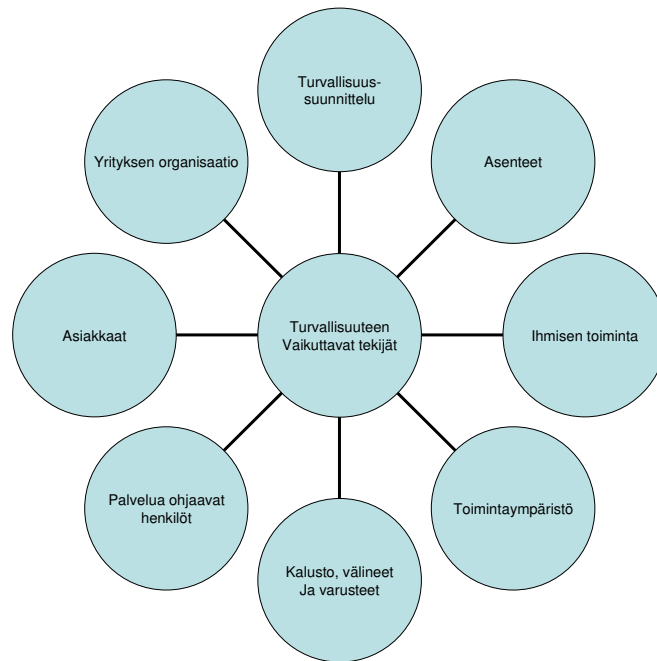 Turvallisuus-
suunnittelu
Yrityksen organisaatio
Asenteet
Asiakkaat
Turvallisuuteen
Vaikuttavat tekijät
Ihmisen toiminta
Palvelua ohjaavat
henkilöt
Toimintaympäristö
Kalusto, välineet
Ja varusteet